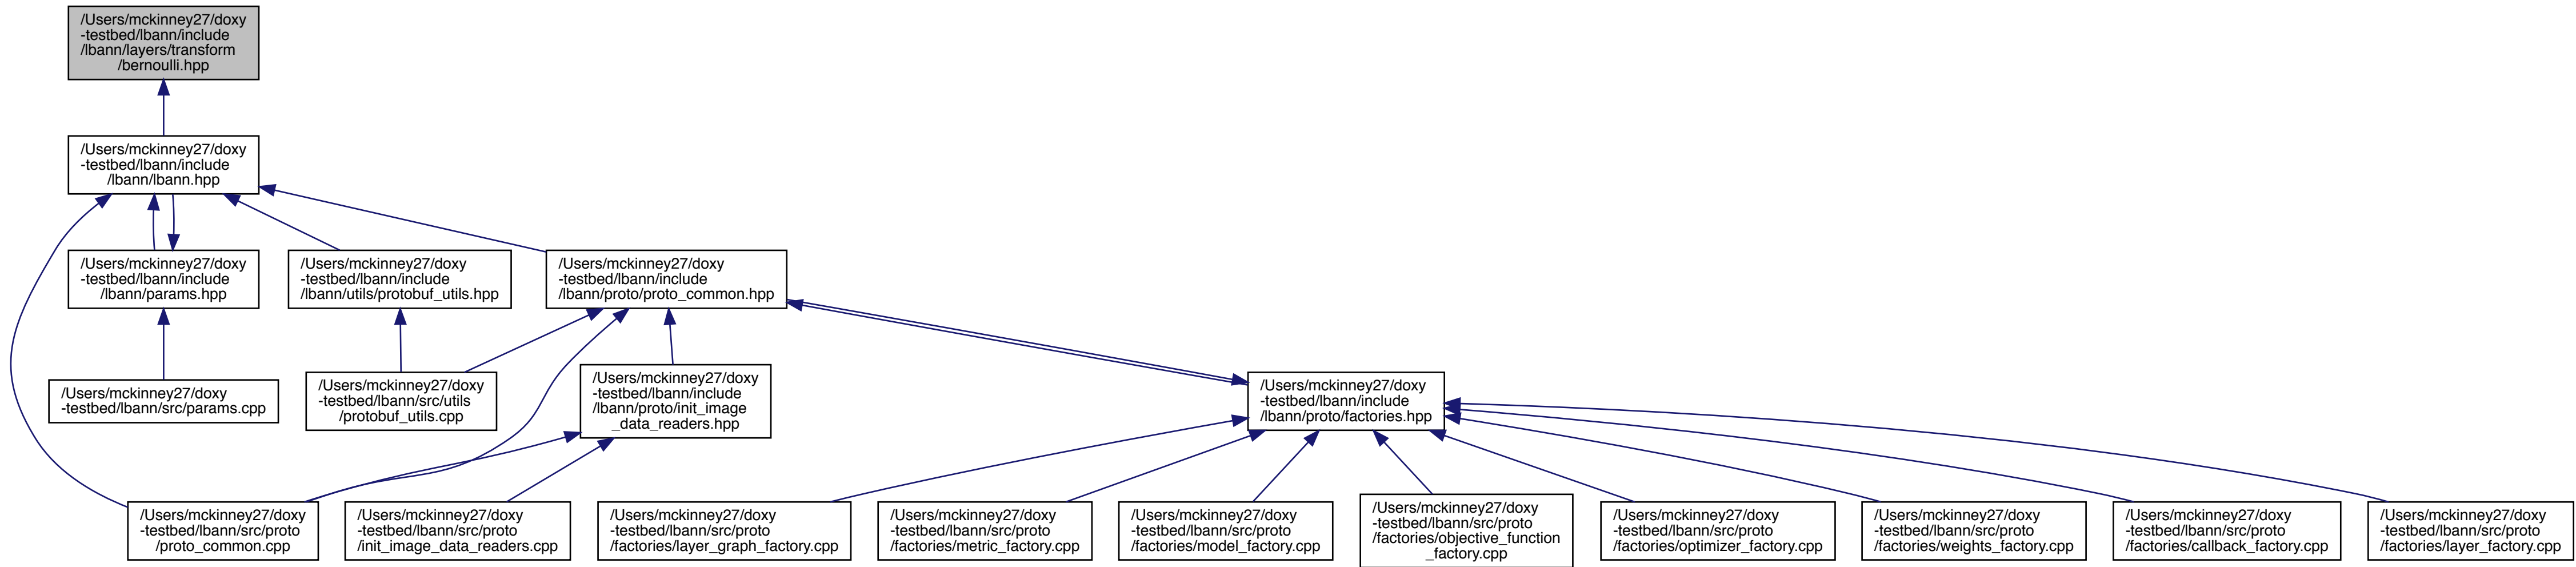 /Users/mckinney27/doxy
-testbed/lbann/include
/lbann/layers/transform
/bernoulli.hpp
/Users/mckinney27/doxy
-testbed/lbann/include
/lbann/lbann.hpp
/Users/mckinney27/doxy
-testbed/lbann/include
/lbann/params.hpp
/Users/mckinney27/doxy
-testbed/lbann/include
/lbann/utils/protobuf_utils.hpp
/Users/mckinney27/doxy
-testbed/lbann/include
/lbann/proto/proto_common.hpp
/Users/mckinney27/doxy
-testbed/lbann/src/params.cpp
/Users/mckinney27/doxy
-testbed/lbann/src/utils
/protobuf_utils.cpp
/Users/mckinney27/doxy
-testbed/lbann/include
/lbann/proto/init_image
_data_readers.hpp
/Users/mckinney27/doxy
-testbed/lbann/include
/lbann/proto/factories.hpp
/Users/mckinney27/doxy
-testbed/lbann/src/proto
/proto_common.cpp
/Users/mckinney27/doxy
-testbed/lbann/src/proto
/init_image_data_readers.cpp
/Users/mckinney27/doxy
-testbed/lbann/src/proto
/factories/layer_graph_factory.cpp
/Users/mckinney27/doxy
-testbed/lbann/src/proto
/factories/metric_factory.cpp
/Users/mckinney27/doxy
-testbed/lbann/src/proto
/factories/model_factory.cpp
/Users/mckinney27/doxy
-testbed/lbann/src/proto
/factories/objective_function
_factory.cpp
/Users/mckinney27/doxy
-testbed/lbann/src/proto
/factories/optimizer_factory.cpp
/Users/mckinney27/doxy
-testbed/lbann/src/proto
/factories/weights_factory.cpp
/Users/mckinney27/doxy
-testbed/lbann/src/proto
/factories/callback_factory.cpp
/Users/mckinney27/doxy
-testbed/lbann/src/proto
/factories/layer_factory.cpp